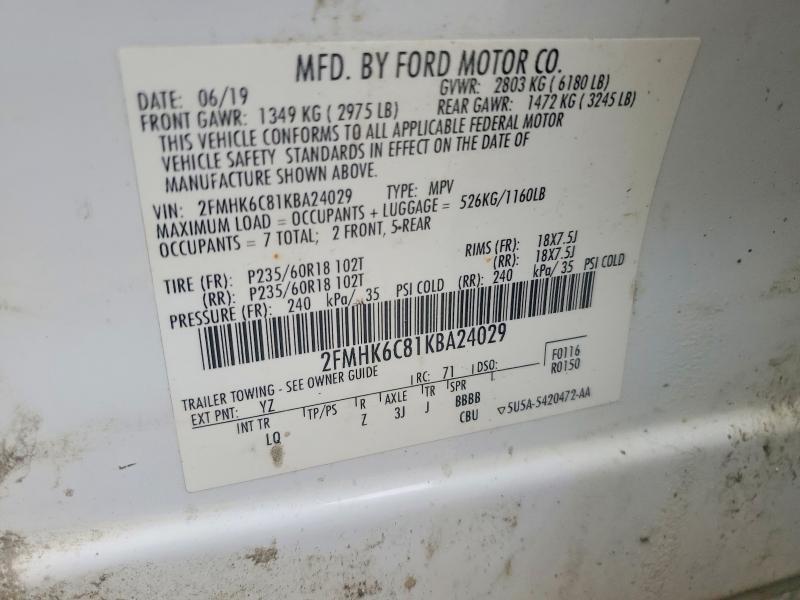 MFD. BY FORD MOTOR CO.
DATE: 06/19 GVWR: 2803 KG ( 6180 LB)
FRONT GAWR: 1349 KG ( 2975 LB) REAR GAWR: 1472 KG ( 3245 LB)
THIS VEHICLE CONFORMS TO ALL APPLICABLE FEDERAL MOTOR
VEHICLE SAFETY STANDARDS IN EFFECT ON THE DATE OF
MANUFACTURE SHOWN ABOVE.
VIN: 2FMHK6C81KBA24029 TYPE: MPV
MAXIMUM LOAD = OCCUPANTS + LUGGAGE = 526KG/1160LB
OCCUPANTS = 7 TOTAL; 2 FRONT, 5-REAR
TIRE (FR): P235/60R18 102T RIMS (FR): 18X7.5J
(RR): P235/60R18 102T (RR): 18X7.5J
PRESSURE (FR): 240 kPa/ 35 PSI COLD (RR): 240 kPa/ 35 PSI COLD
2FMHK6C81KBA24029
TRAILER TOWING - SEE OWNER GUIDE RC: 71 DSO: F0116
R0150
EXT PNT: YZ TP/PS R AXLE TR SPR
INT TR Z 3J J BBBB
LQ CBU 5U5A-5420472-AA